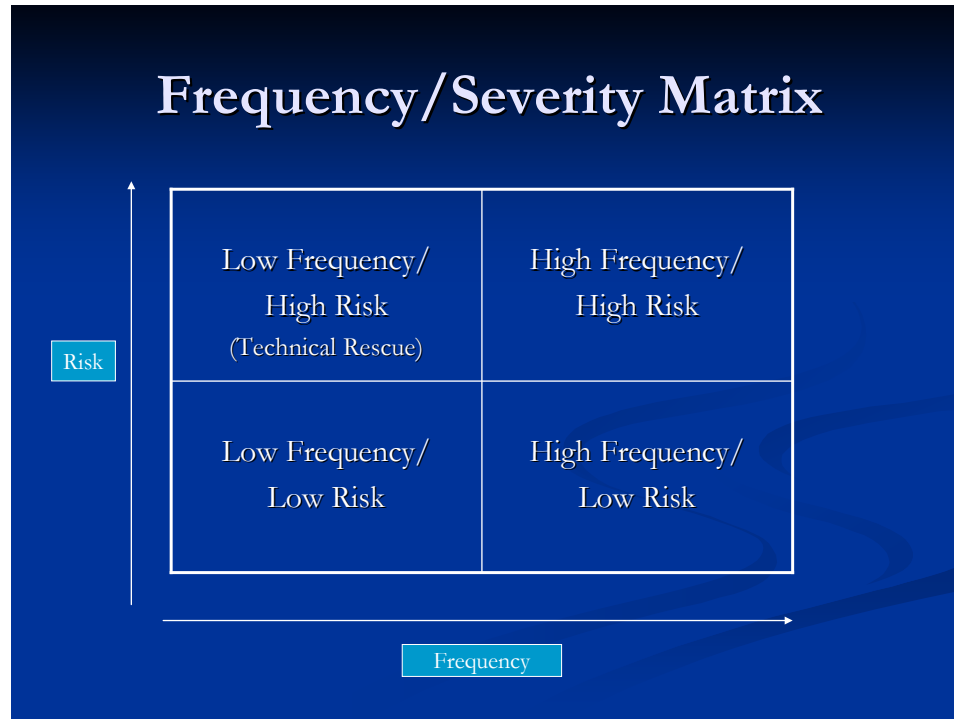 Frequency/Severity Matrix
Low Frequency/
High Risk
(Technical Rescue)
High Frequency/
High Risk
Risk
Low Frequency/
Low Risk
High Frequency/
Low Risk
Frequency